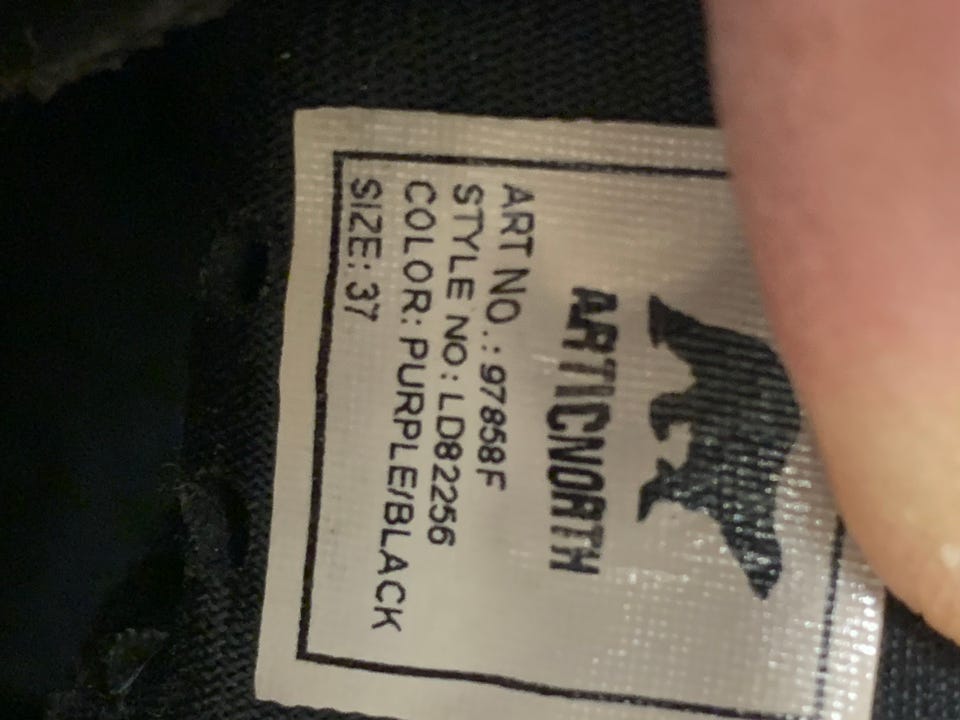 ARTICNORTH
ART NO.: 97858F
STYLE NO: LD82256
COLOR: PURPLE/BLACK
SIZE: 37